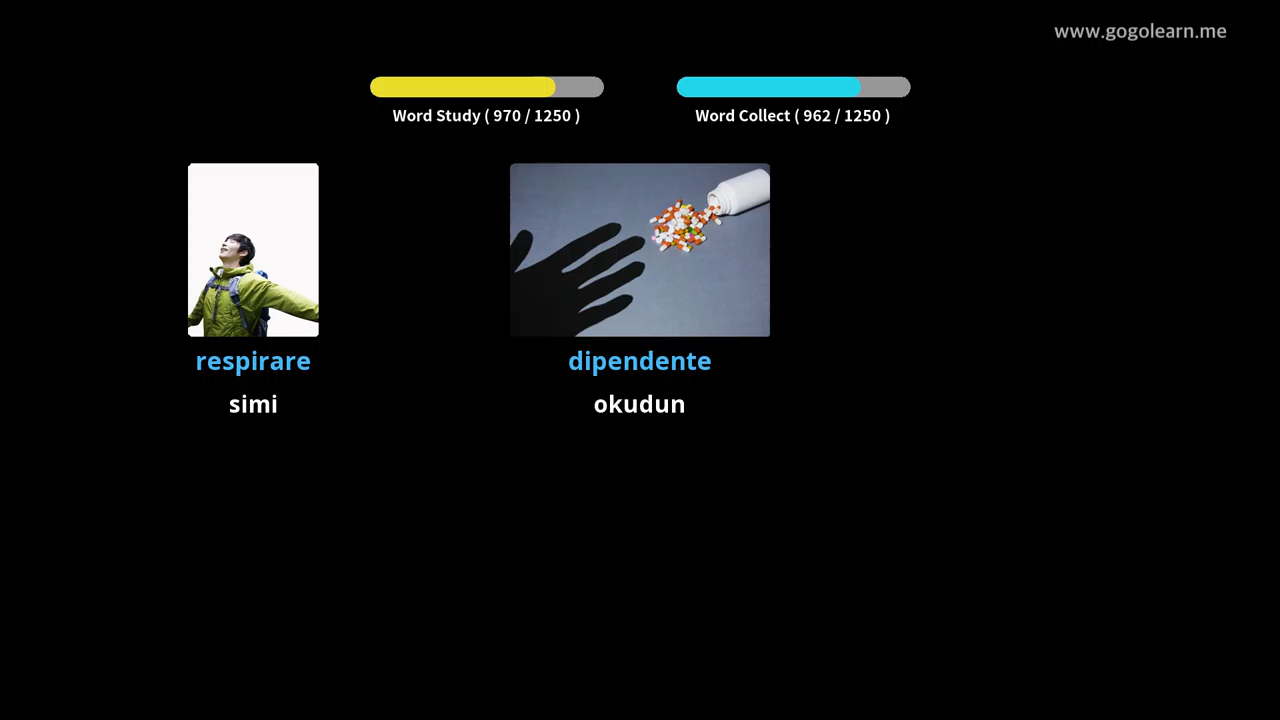 www.gogolearn.me
Word Study ( 970 / 1250 )
Word Collect ( 962 / 1250 )
respirare
simi
dipendente
okudun